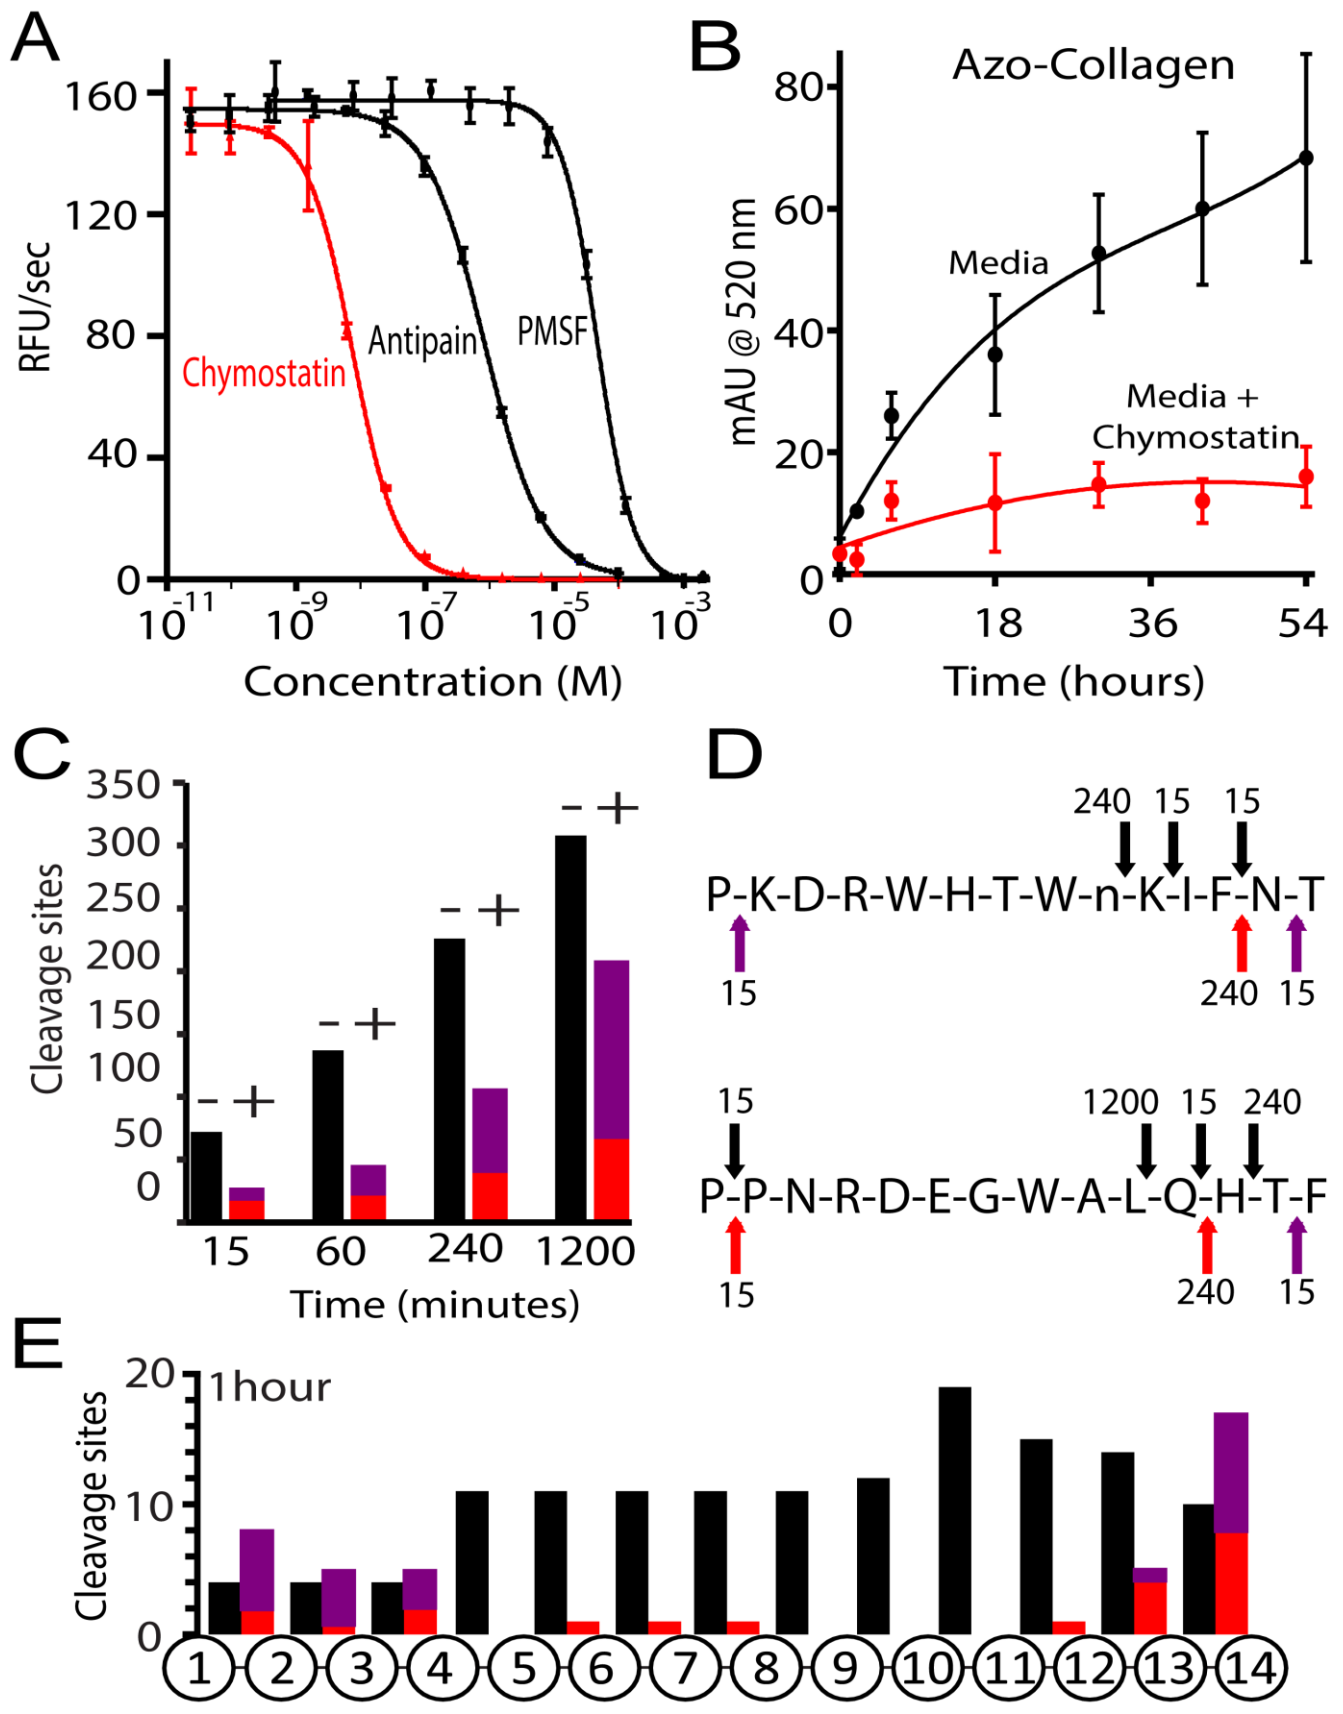 A
160
120
80
40
0
RFU/sec
Chymostatin
Antipain
PMSF
10-11 10-9 10-7 10-5 10-3
Concentration (M)
B
Azo-Collagen
80
60
40
20
0
mAU @ 520 nm
Media
Media +
Chymostatin
0 18 36 54
Time (hours)
C
350
300
250
200
150
100
50
0
Cleavage sites
- +
- +
- +
- +
15 60 240 1200
Time (minutes)
D
240 15 15
P-K-D-R-W-H-T-W-n-K-I-F-N-T
15 240 15
15 1200 15 240
P-P-N-R-D-E-G-W-A-L-Q-H-T-F
15 240 15
E
20
10
0
Cleavage sites
1hour
1 2 3 4 5 6 7 8 9 10 11 12 13 14